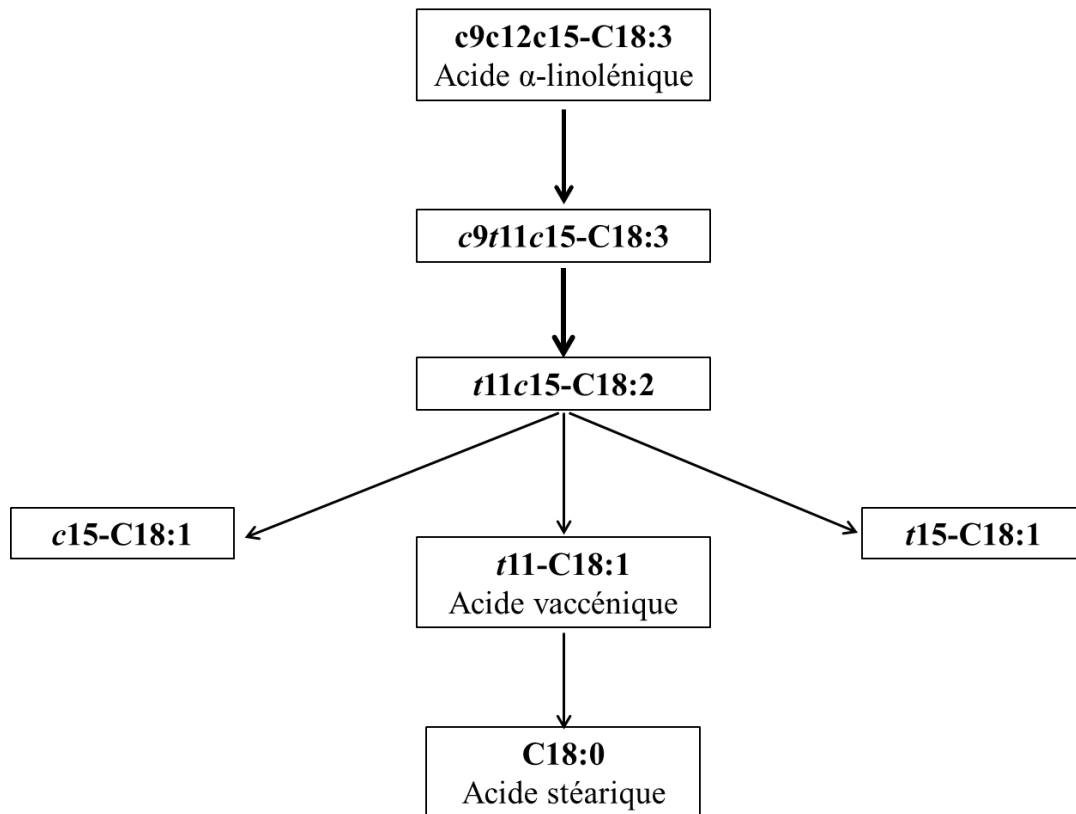 c9c12c15-C18:3
Acide α-linolénique
c9t11c15-C18:3
t11c15-C18:2
c15-C18:1
t11-C18:1
Acide vaccénique
t15-C18:1
C18:0
Acide stéarique